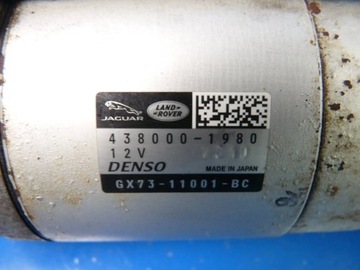 JAGUAR
LAND
ROVER
438000-1980
12V
DENSO
MADE IN JAPAN
GX73-11001-BC